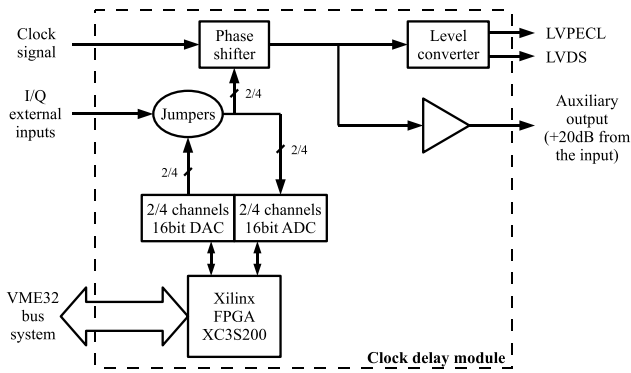 Clock
signal
Phase
shifter
Level
converter
LVPECL
LVDS
I/Q
external
inputs
Jumpers
2/4
2/4
2/4
Auxiliary
output
(+20dB from
the input)
2/4 channels
16bit DAC
2/4 channels
16bit ADC
VME32
bus
system
Xilinx
FPGA
XC3S200
Clock delay module